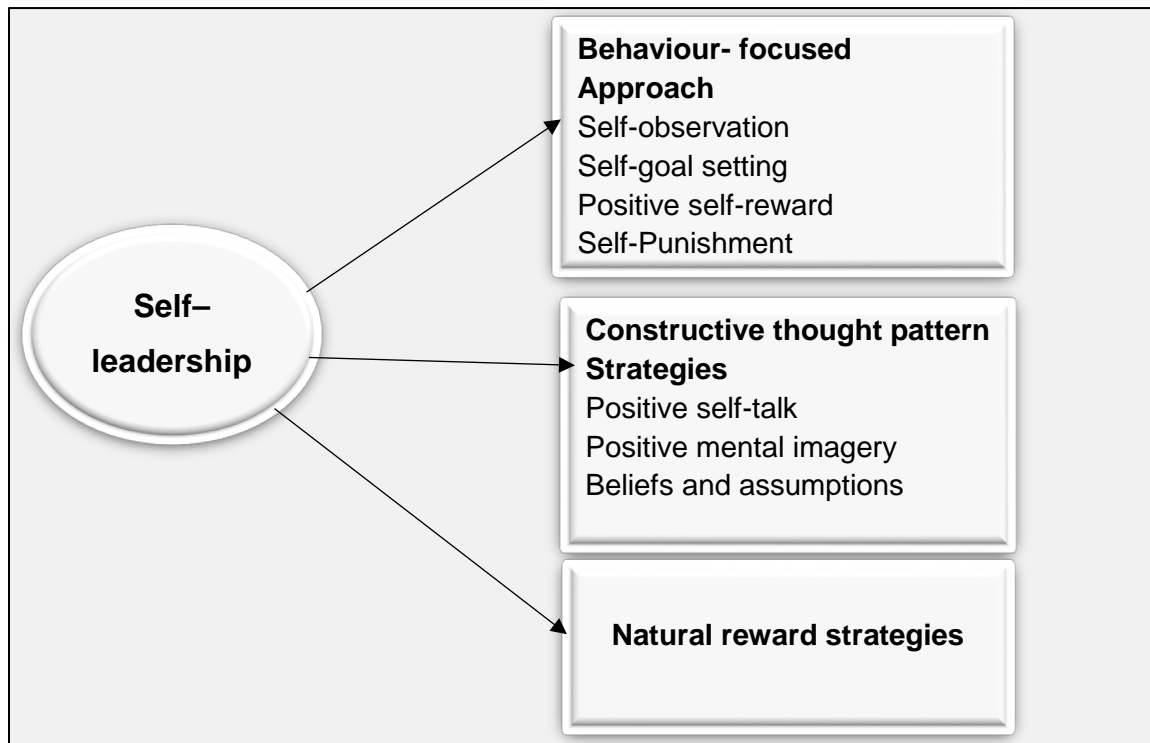 Self–
leadership
Behaviour- focused
Approach
Self-observation
Self-goal setting
Positive self-reward
Self-Punishment
Constructive thought pattern
Strategies
Positive self-talk
Positive mental imagery
Beliefs and assumptions
Natural reward strategies